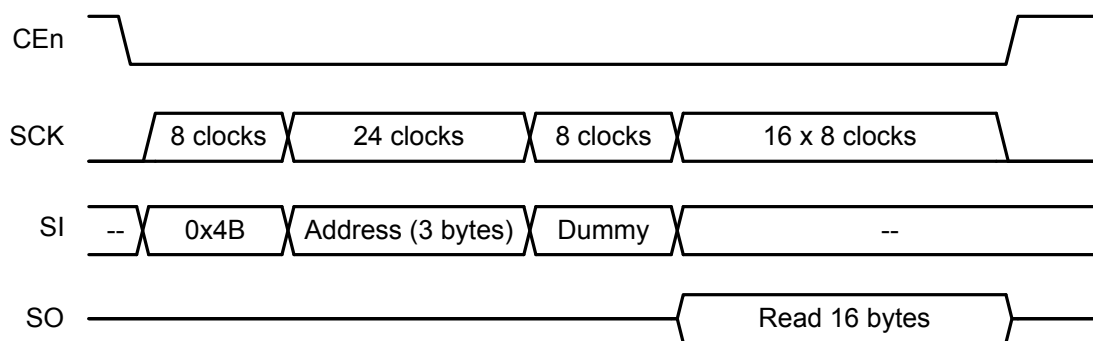 CEn
SCK 8 clocks 24 clocks 8 clocks 16 x 8 clocks
SI -- 0x4B Address (3 bytes) Dummy --
SO Read 16 bytes